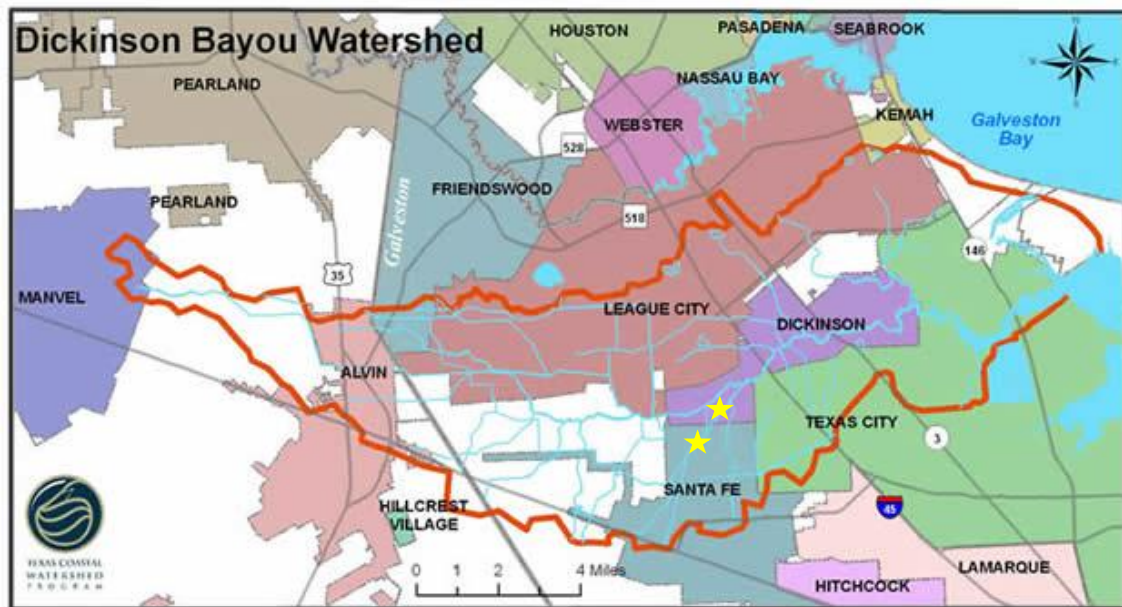 Dickinson Bayou Watershed
HOUSTON
PASADENA
SEABROOK
PEARLAND
NASSAU BAY
KEMAH
Galveston
Bay
WEBSTER
528
FRIENDSWOOD
518
PEARLAND
Galveston
35
146
MANVEL
LEAGUE CITY
DICKINSON
ALVIN
TEXAS CITY
3
SANTA FE
HILLCREST
VILLAGE
45
LAMARQUE
HITCHCOCK
TEXAS COASTAL
WATERSHED
PROGRAM
0 1 2 4 Miles